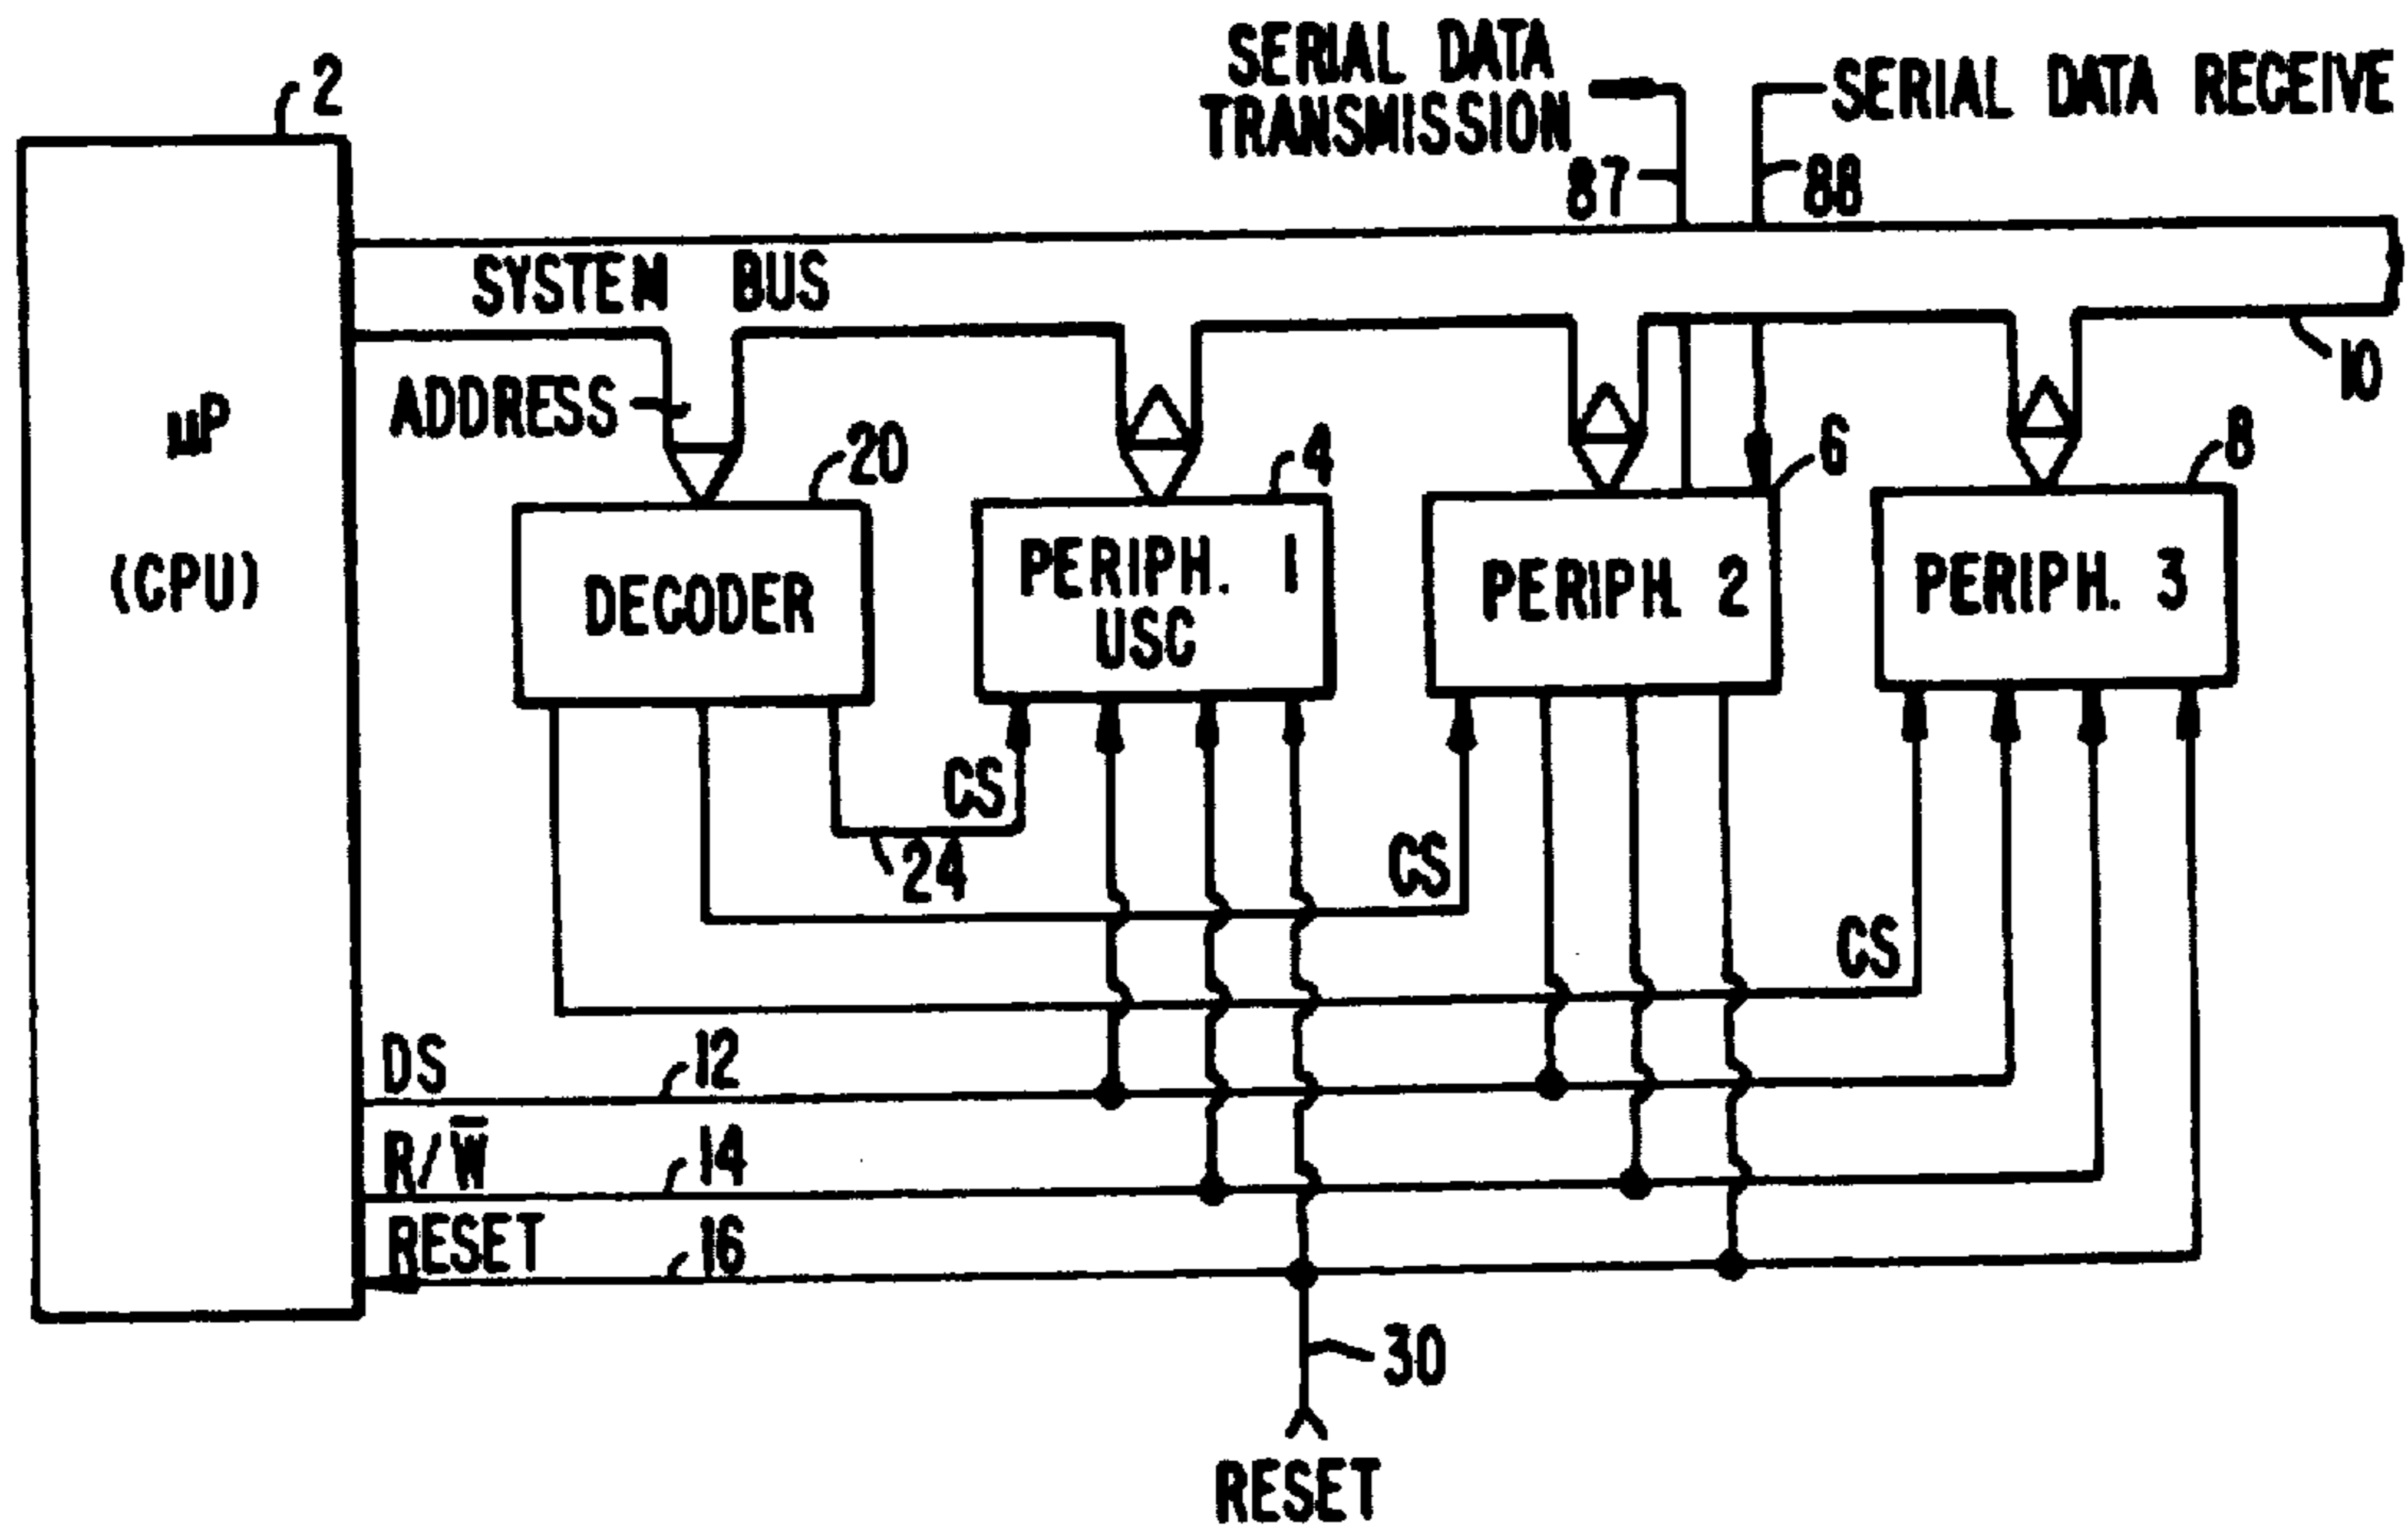 2
SERIAL DATA
TRANSMISSION
SERIAL DATA RECEIVE
87
88
SYSTEM BUS
10
ADDRESS
20
4
6
8
µP
(CPU)
DECODER
PERIPH. 1
USC
PERIPH. 2
PERIPH. 3
CS
24
CS
CS
DS
12
R/W̅
14
RESET
16
30
RESET